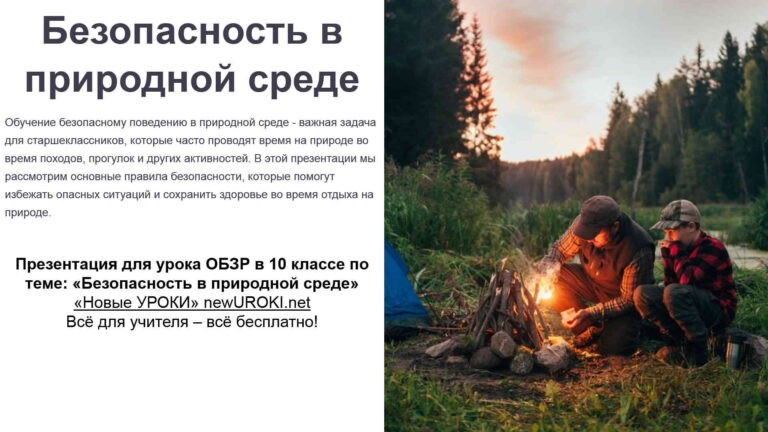 Безопасность в
природной среде
Обучение безопасному поведению в природной среде - важная задача
для старшеклассников, которые часто проводят время на природе во
время походов, прогулок и других активностей. В этой презентации мы
рассмотрим основные правила безопасности, которые помогут
избежать опасных ситуаций и сохранить здоровье во время отдыха на
природе.
Презентация для урока ОБЗР в 10 классе по
теме: «Безопасность в природной среде»
«Новые УРОКИ» newUROKI.net
Всё для учителя – всё бесплатно!